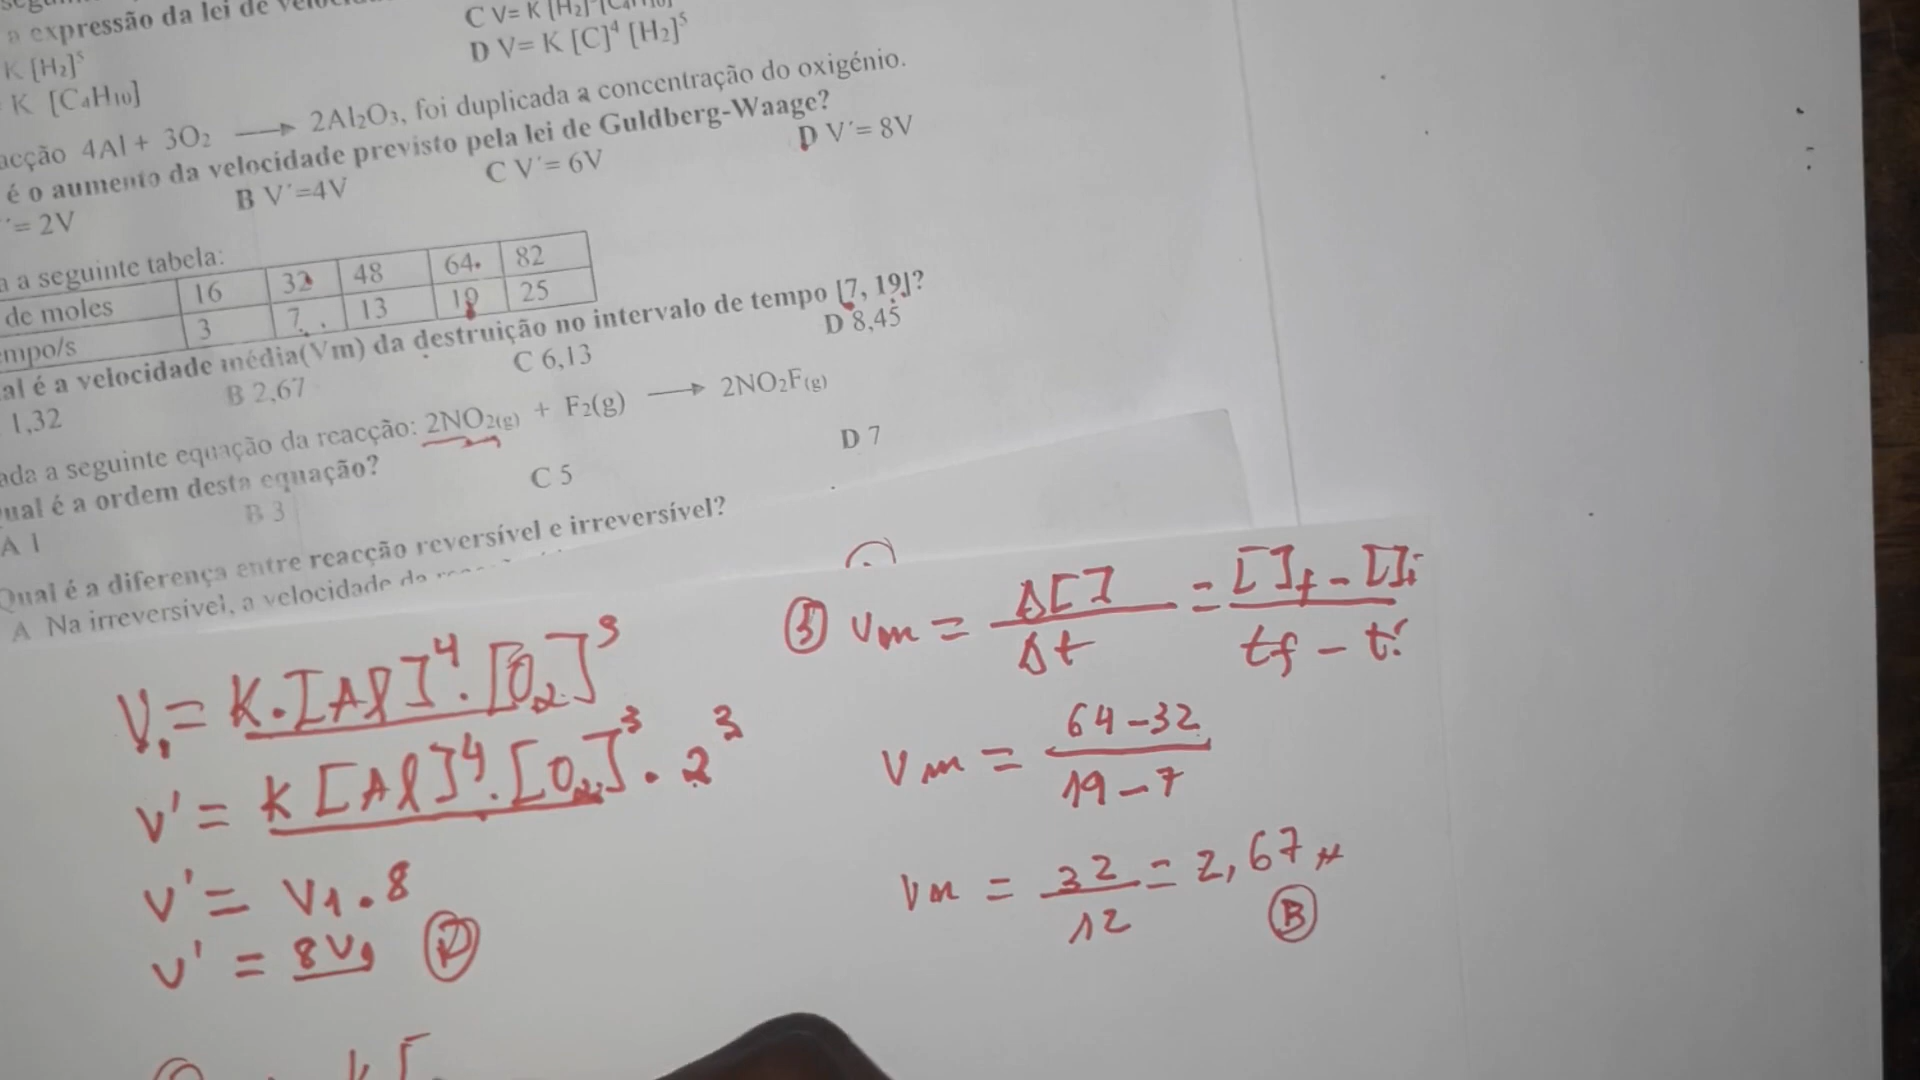 a expressão da lei de
C V= K [H₂]
K [H₂]⁵
D V= K [C]⁴ [H₂]⁵
K [C₄H₁₀]
acção 4Al + 3O₂ → 2Al₂O₃, foi duplicada a concentração do oxigénio.
é o aumento da velocidade previsto pela lei de Guldberg-Waage?
´= 2V B V´=4V C V´= 6V D V´= 8V
a a seguinte tabela:
de moles 16 32 48 64 82
mpo/s 3 7 13 19 25
al é a velocidade média(Vm) da destruição no intervalo de tempo [7, 19]?
1,32 B 2,67 C 6,13 D 8,45
ada a seguinte equação da reacção: 2NO₂(g) + F₂(g) → 2NO₂F(g)
ual é a ordem desta equação?
A 1 B 3 C 5 D 7
Qual é a diferença entre reacção reversível e irreversível?
A Na irreversível, a velocidade da
V₁ = K.[Al]⁴.[O₂]³
v' = K [Al]⁴.[O₂]³ . 2³
v' = V₁ . 8
v' = 8V₁ D
5 Vm = Δ[ ]/Δt = [ ]f - [ ]i / tf - ti
Vm = 64-32 / 19-7
Vm = 32/12 = 2,67 //
B
K [